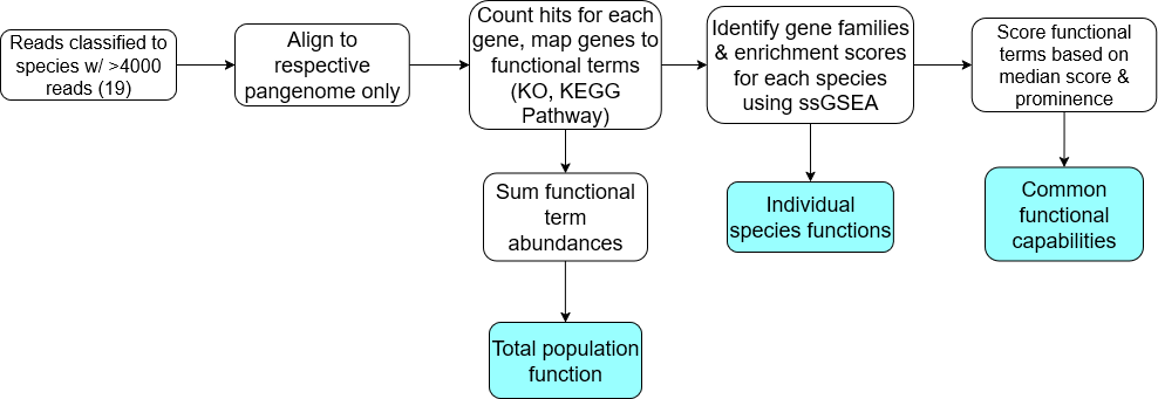 Reads classified to
species w/ >4000
reads (19)
Align to
respective
pangenome only
Count hits for each
gene, map genes to
functional terms
(KO, KEGG
Pathway)
Identify gene families
& enrichment scores
for each species
using ssGSEA
Score functional
terms based on
median score &
prominence
Sum functional
term
abundances
Individual
species functions
Common
functional
capabilities
Total population
function